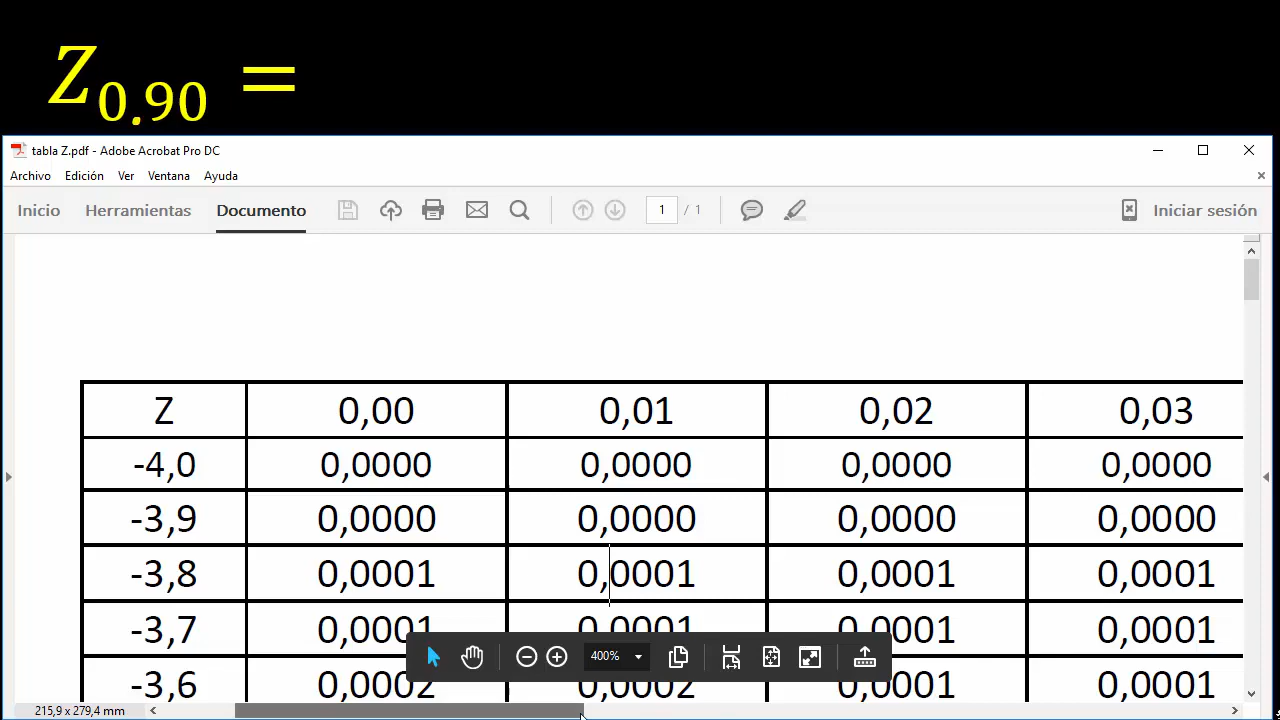 Z0.90 =
tabla Z.pdf - Adobe Acrobat Pro DC
Archivo Edición Ver Ventana Ayuda
Inicio Herramientas Documento 1 / 1 Iniciar sesión
Z 0,00 0,01 0,02 0,03
-4,0 0,0000 0,0000 0,0000 0,0000
-3,9 0,0000 0,0000 0,0000 0,0000
-3,8 0,0001 0,0001 0,0001 0,0001
-3,7 0,0001 0,0001 0,0001 0,0001
400%
-3,6 0,0002 0,0002 0,0001 0,0001
215,9 x 279,4 mm